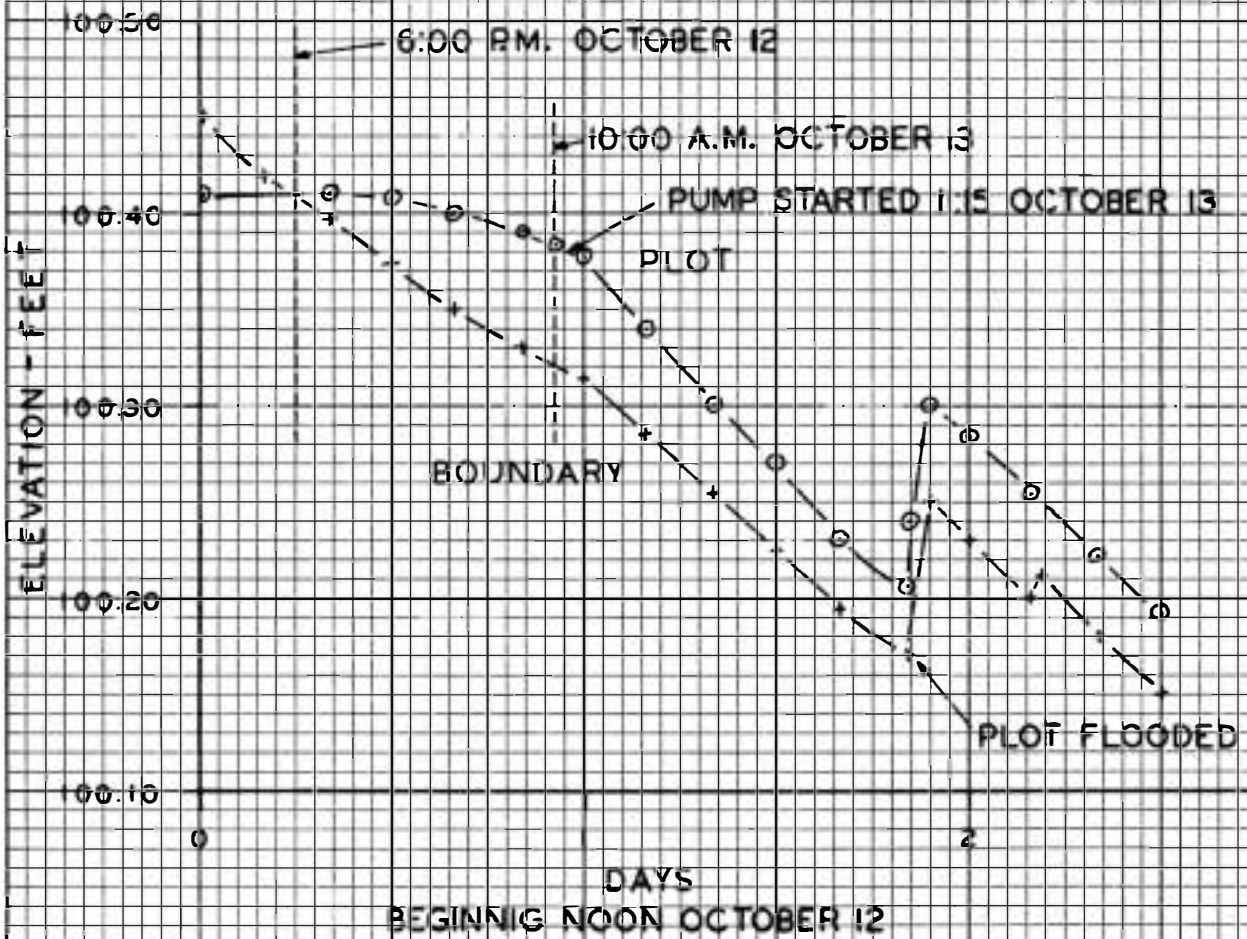 100.50
6:00 P.M. OCTOBER 12
10:00 A.M. OCTOBER 13
PUMP STARTED 1:15 OCTOBER 13
100.40
PLOT
ELEVATION - FEET
100.30
BOUNDARY
100.20
PLOT FLOODED
100.10
0 1 2
DAYS
BEGINNIG NOON OCTOBER 12